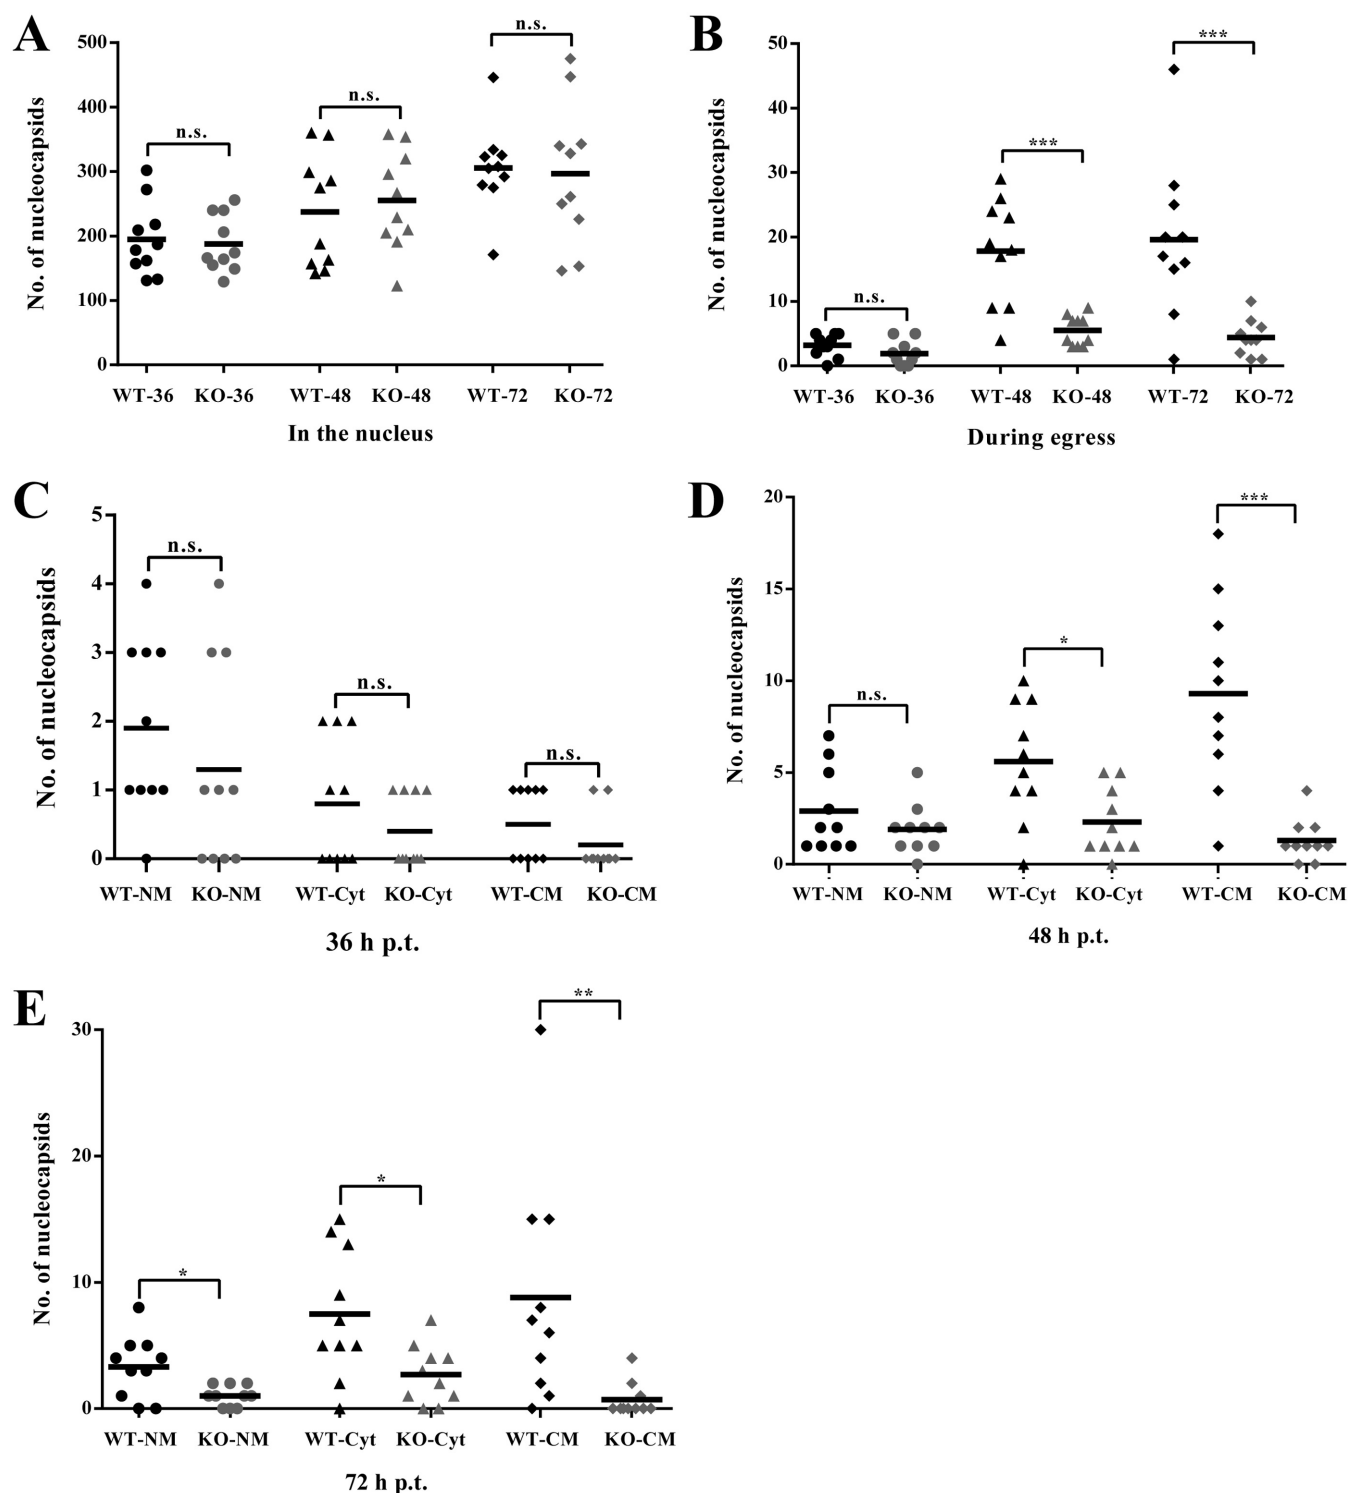 A
B
n.s.
n.s.
n.s.
n.s.
***
***
No. of nucleocapsids
500
400
300
200
100
0
WT-36 KO-36 WT-48 KO-48 WT-72 KO-72
In the nucleus
No. of nucleocapsids
50
40
30
20
10
0
WT-36 KO-36 WT-48 KO-48 WT-72 KO-72
During egress
C
n.s.
n.s.
n.s.
No. of nucleocapsids
5
4
3
2
1
0
WT-NM KO-NM WT-Cyt KO-Cyt WT-CM KO-CM
36 h p.t.
D
n.s.
*
***
No. of nucleocapsids
20
15
10
5
0
WT-NM KO-NM WT-Cyt KO-Cyt WT-CM KO-CM
48 h p.t.
E
*
*
**
No. of nucleocapsids
30
20
10
0
WT-NM KO-NM WT-Cyt KO-Cyt WT-CM KO-CM
72 h p.t.